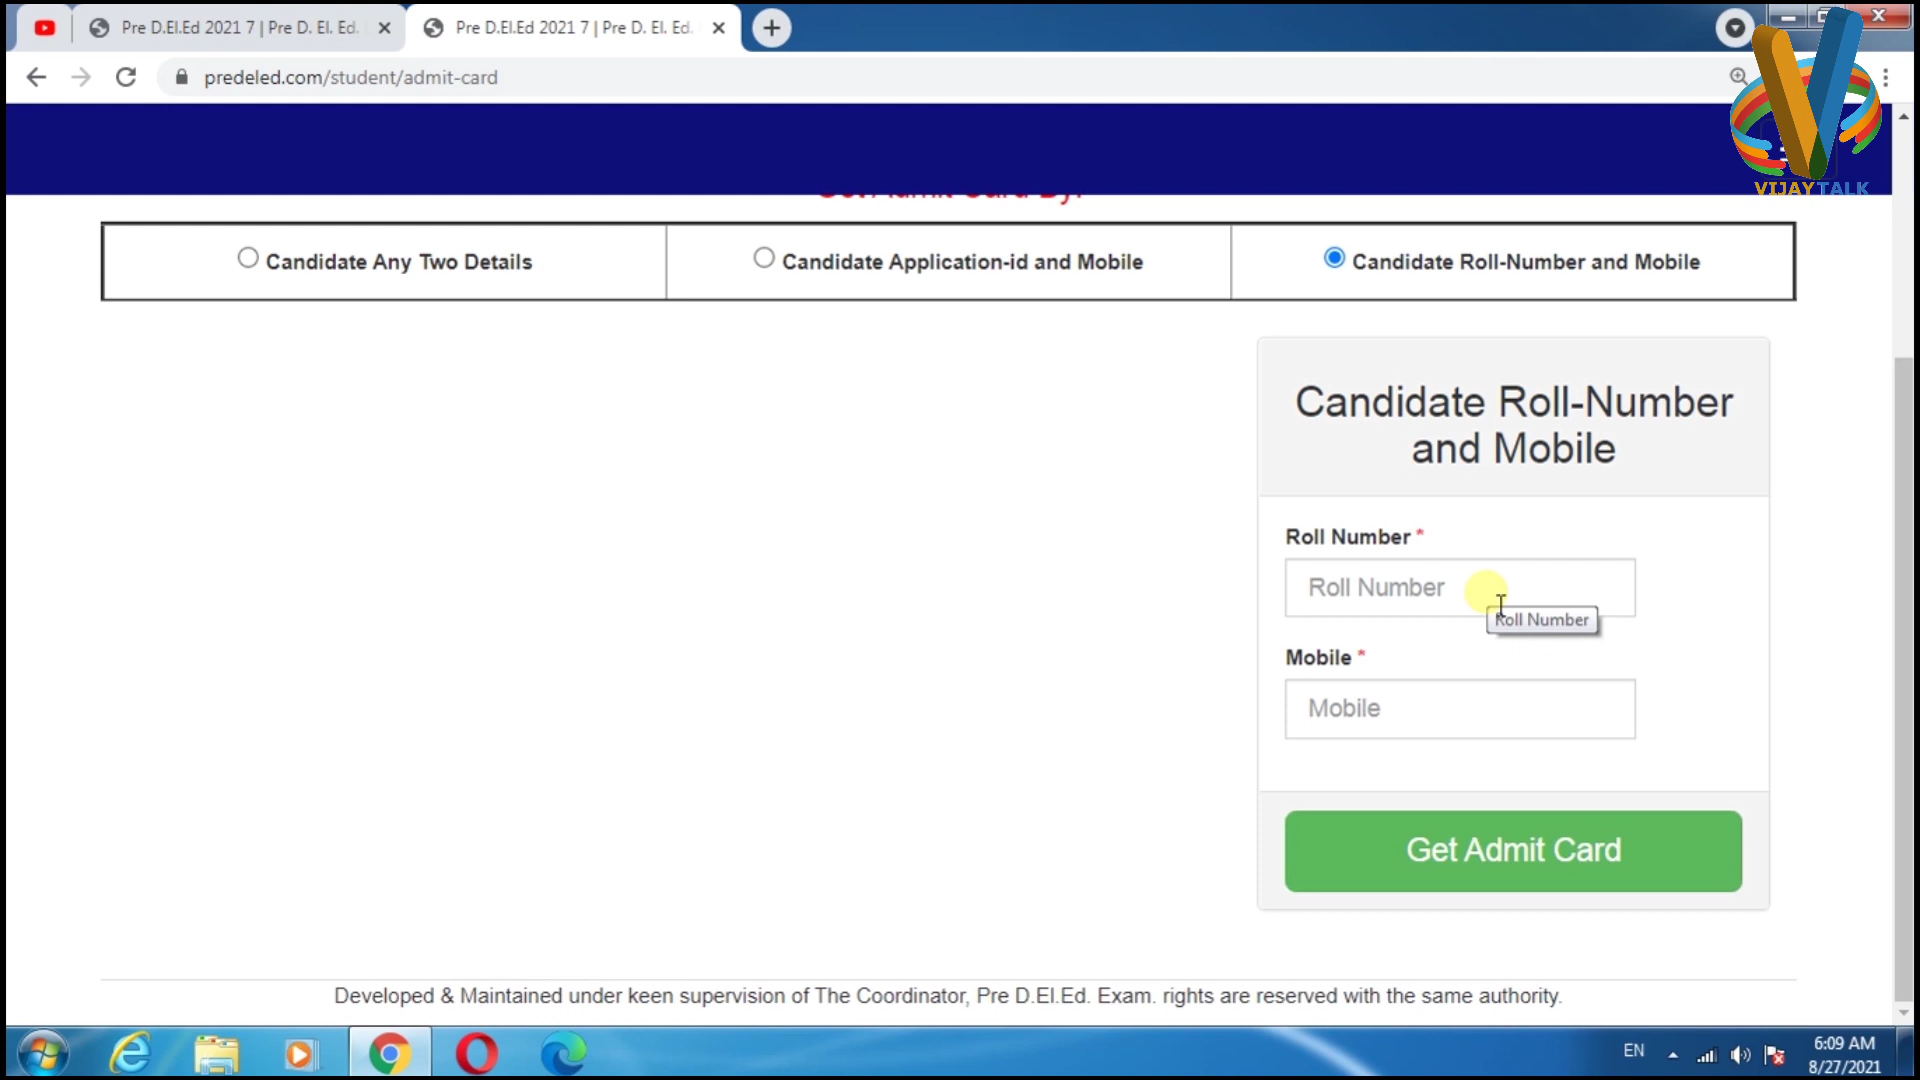 Pre D.El.Ed 2021 7 | Pre D. El. Ed.
Pre D.El.Ed 2021 7 | Pre D. El. Ed.
predeled.com/student/admit-card
VIJAYTALK
Get Admit Card By:
Candidate Any Two Details
Candidate Application-id and Mobile
Candidate Roll-Number and Mobile
Candidate Roll-Number
and Mobile
Roll Number *
Roll Number
Roll Number
Mobile *
Mobile
Get Admit Card
Developed & Maintained under keen supervision of The Coordinator, Pre D.El.Ed. Exam. rights are reserved with the same authority.
EN
6:09 AM
8/27/2021